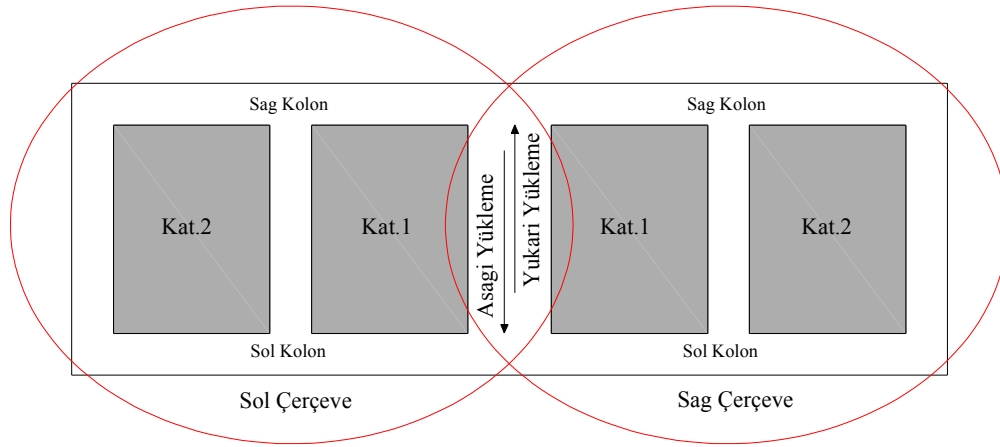 Sag Kolon
Sag Kolon
Kat.2
Kat.1
Asagi Yükleme
Yukari Yükleme
Kat.1
Kat.2
Sol Kolon
Sol Kolon
Sol Çerçeve
Sag Çerçeve